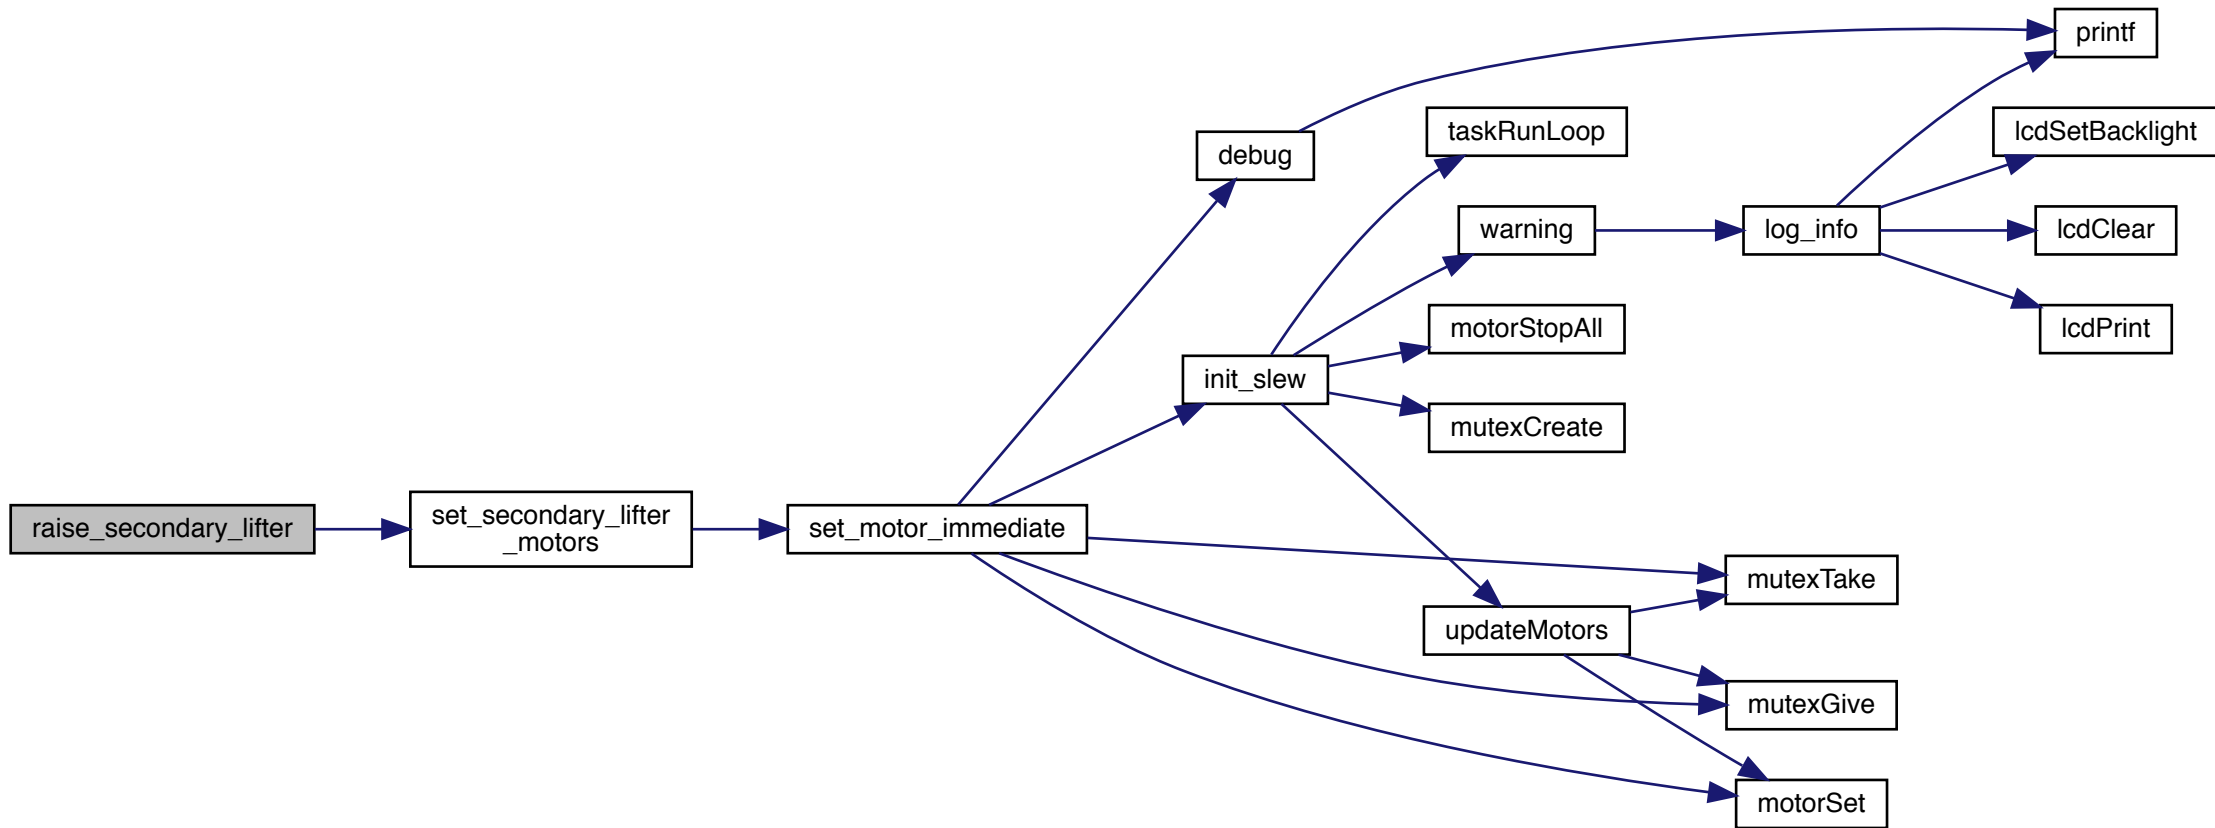 printf
taskRunLoop
lcdSetBacklight
debug
warning
log_info
lcdClear
motorStopAll
lcdPrint
init_slew
mutexCreate
raise_secondary_lifter
set_secondary_lifter
_motors
set_motor_immediate
mutexTake
updateMotors
mutexGive
motorSet